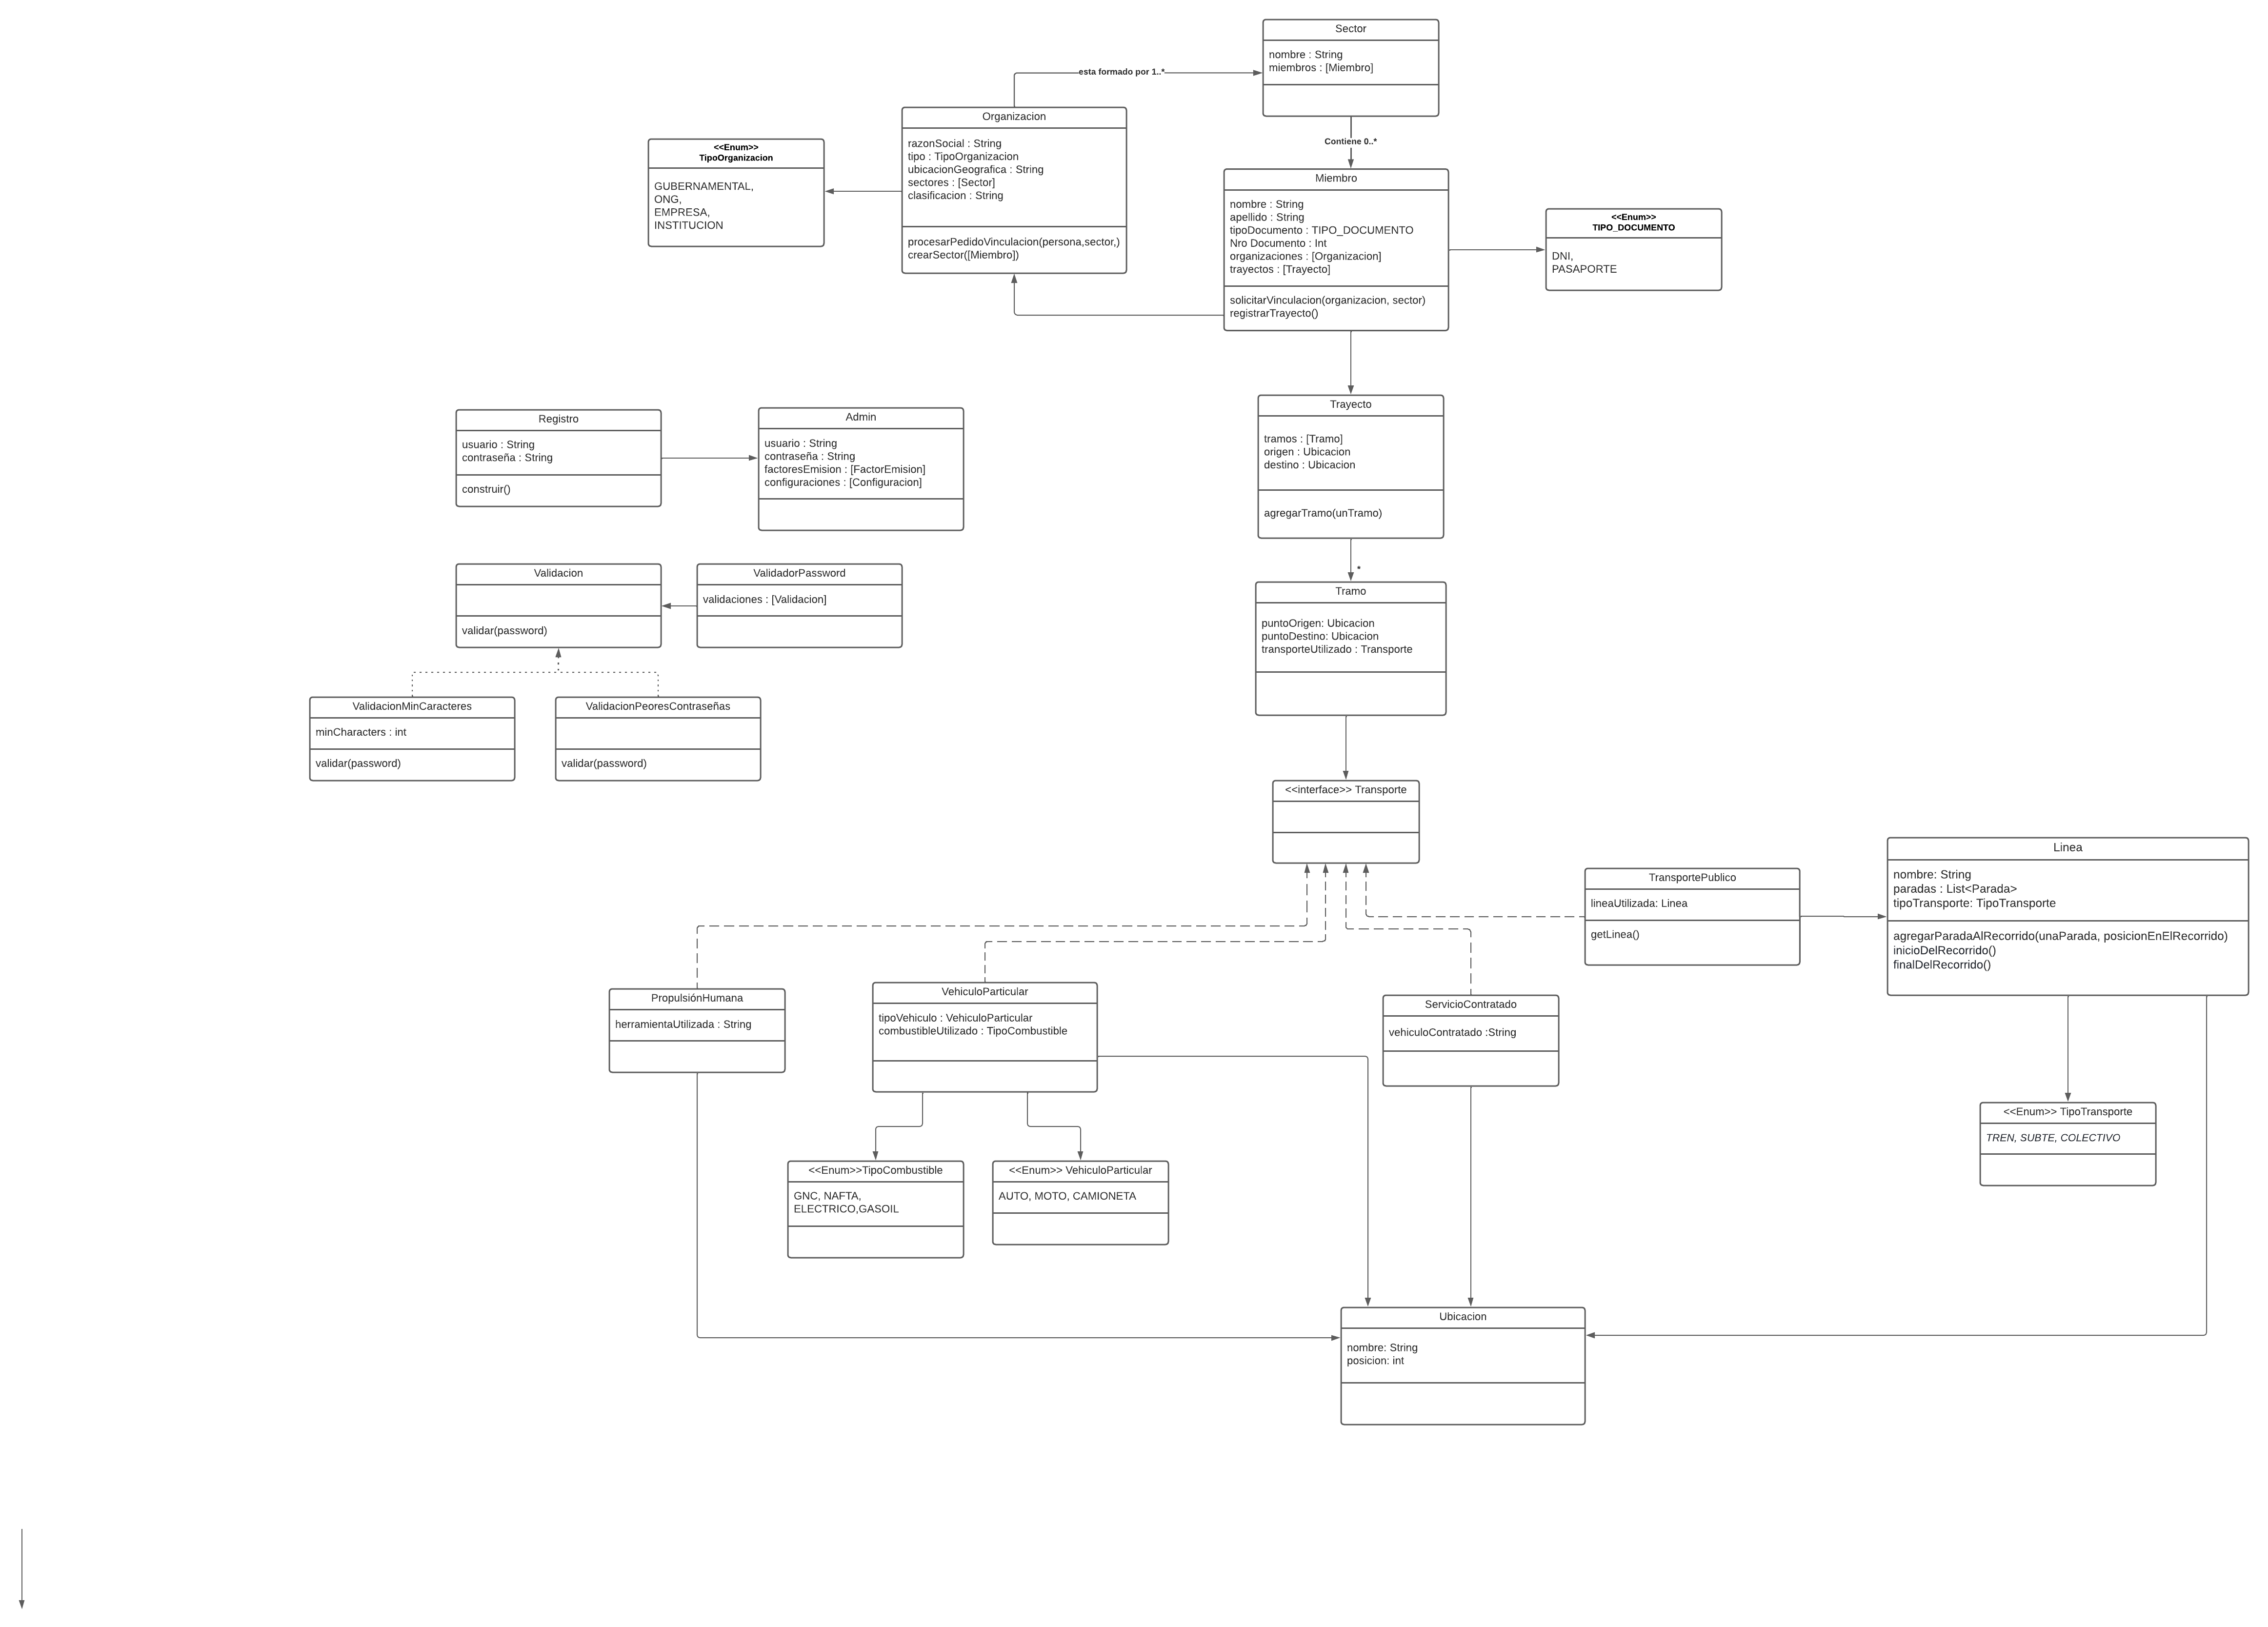 Sector
nombre : String
miembros : [Miembro]
esta formado por 1..*
Organizacion
razonSocial : String
tipo : TipoOrganizacion
ubicacionGeografica : String
sectores : [Sector]
clasificacion : String
procesarPedidoVinculacion(persona,sector,)
crearSector([Miembro])
<<Enum>>
TipoOrganizacion
GUBERNAMENTAL,
ONG,
EMPRESA,
INSTITUCION
Contiene 0..*
Miembro
nombre : String
apellido : String
tipoDocumento : TIPO_DOCUMENTO
Nro Documento : Int
organizaciones : [Organizacion]
trayectos : [Trayecto]
solicitarVinculacion(organizacion, sector)
registrarTrayecto()
<<Enum>>
TIPO_DOCUMENTO
DNI,
PASAPORTE
Trayecto
tramos : [Tramo]
origen : Ubicacion
destino : Ubicacion
agregarTramo(unTramo)
Registro
usuario : String
contraseña : String
construir()
Admin
usuario : String
contraseña : String
factoresEmision : [FactorEmision]
configuraciones : [Configuracion]
Validacion
validar(password)
ValidadorPassword
validaciones : [Validacion]
*
Tramo
puntoOrigen: Ubicacion
puntoDestino: Ubicacion
transporteUtilizado : Transporte
ValidacionMinCaracteres
minCharacters : int
validar(password)
ValidacionPeoresContraseñas
validar(password)
<<interface>> Transporte
TransportePublico
lineaUtilizada: Linea
getLinea()
Linea
nombre: String
paradas : List<Parada>
tipoTransporte: TipoTransporte
agregarParadaAlRecorrido(unaParada, posicionEnElRecorrido)
inicioDelRecorrido()
finalDelRecorrido()
PropulsiónHumana
herramientaUtilizada : String
VehiculoParticular
tipoVehiculo : VehiculoParticular
combustibleUtilizado : TipoCombustible
ServicioContratado
vehiculoContratado :String
<<Enum>> TipoTransporte
TREN, SUBTE, COLECTIVO
<<Enum>>TipoCombustible
GNC, NAFTA,
ELECTRICO,GASOIL
<<Enum>> VehiculoParticular
AUTO, MOTO, CAMIONETA
Ubicacion
nombre: String
posicion: int